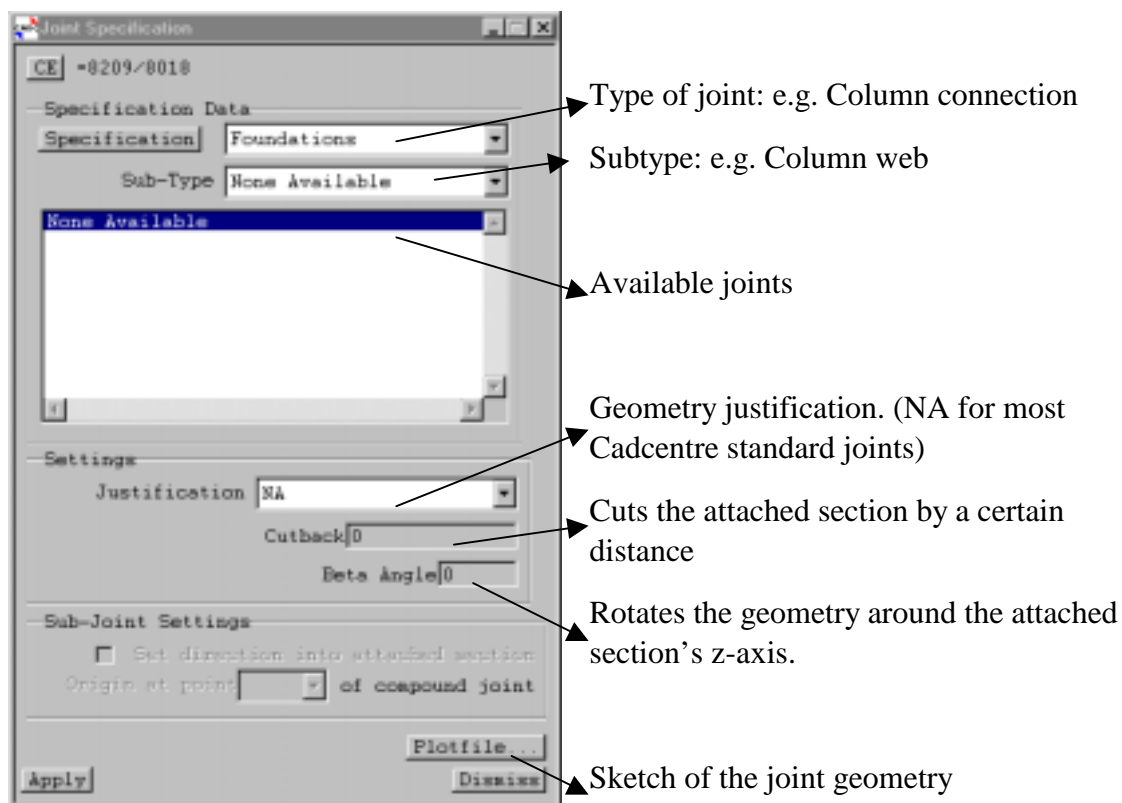 Joint Specification
CE =8209/8018
Specification Data
Specification Foundations
Sub-Type None Available
None Available
Settings
Justification NA
Cutback 0
Beta Angle 0
Sub-Joint Settings
Set direction into attached section
Origin at point of compound joint
Plotfile...
Apply Dismiss
Type of joint: e.g. Column connection
Subtype: e.g. Column web
Available joints
Geometry justification. (NA for most
Cadcentre standard joints)
Cuts the attached section by a certain
distance
Rotates the geometry around the attached
section's z-axis.
Sketch of the joint geometry